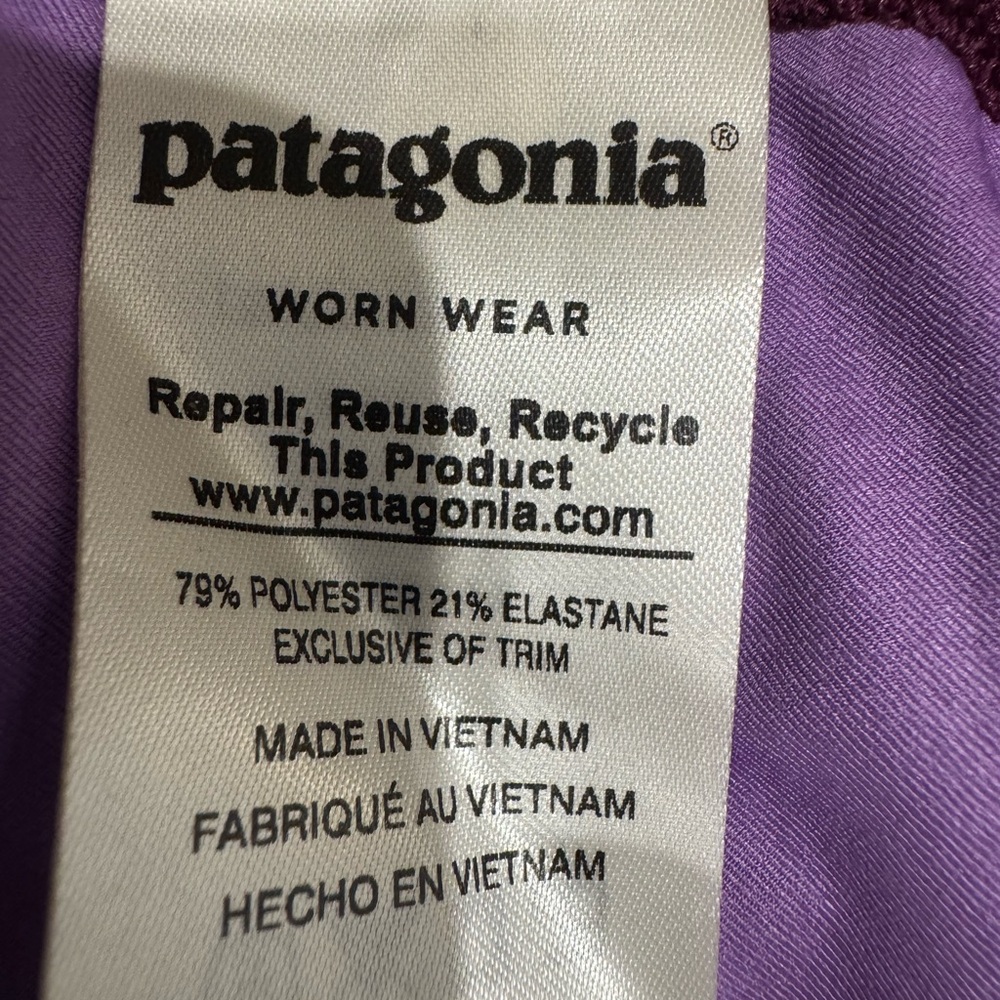 patagonia®
WORN WEAR
Repair, Reuse, Recycle
This Product
www.patagonia.com
79% POLYESTER 21% ELASTANE
EXCLUSIVE OF TRIM
MADE IN VIETNAM
FABRIQUÉ AU VIETNAM
HECHO EN VIETNAM